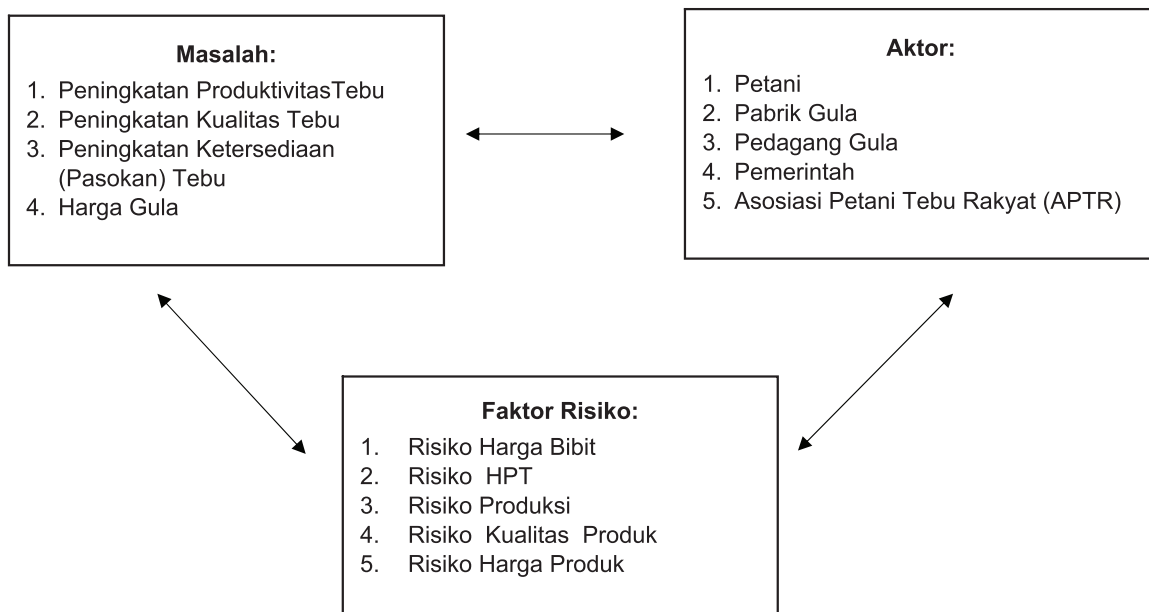 Masalah:
1. Peningkatan ProduktivitasTebu
2. Peningkatan Kualitas Tebu
3. Peningkatan Ketersediaan
(Pasokan) Tebu
4. Harga Gula
Aktor:
1. Petani
2. Pabrik Gula
3. Pedagang Gula
4. Pemerintah
5. Asosiasi Petani Tebu Rakyat (APTR)
Faktor Risiko:
1. Risiko Harga Bibit
2. Risiko HPT
3. Risiko Produksi
4. Risiko Kualitas Produk
5. Risiko Harga Produk